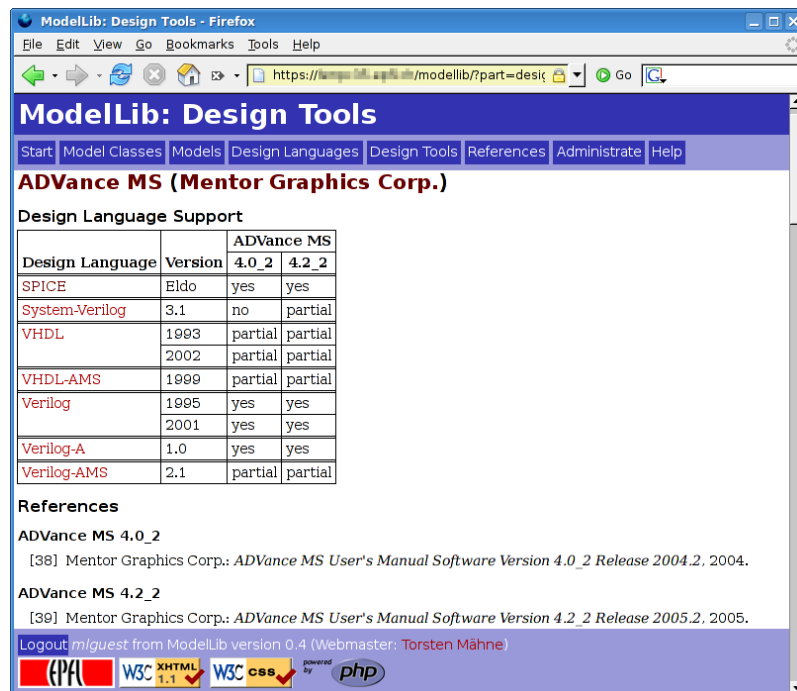 ModelLib: Design Tools - Firefox
File Edit View Go Bookmarks Tools Help
https:// /modellib/?part=desig Go G
ModelLib: Design Tools
Start Model Classes Models Design Languages Design Tools References Administrate Help
ADVance MS (Mentor Graphics Corp.)
Design Language Support
ADVance MS
Design Language Version 4.0_2 4.2_2
SPICE Eldo yes yes
System-Verilog 3.1 no partial
VHDL 1993 partial partial
2002 partial partial
VHDL-AMS 1999 partial partial
Verilog 1995 yes yes
2001 yes yes
Verilog-A 1.0 yes yes
Verilog-AMS 2.1 partial partial
References
ADVance MS 4.0_2
[38] Mentor Graphics Corp.: ADVance MS User's Manual Software Version 4.0_2 Release 2004.2, 2004.
ADVance MS 4.2_2
[39] Mentor Graphics Corp.: ADVance MS User's Manual Software Version 4.2_2 Release 2005.2, 2005.
Logout mlguest from ModelLib version 0.4 (Webmaster: Torsten Mähne)
EPFL W3C XHTML 1.1 W3C css powered by php